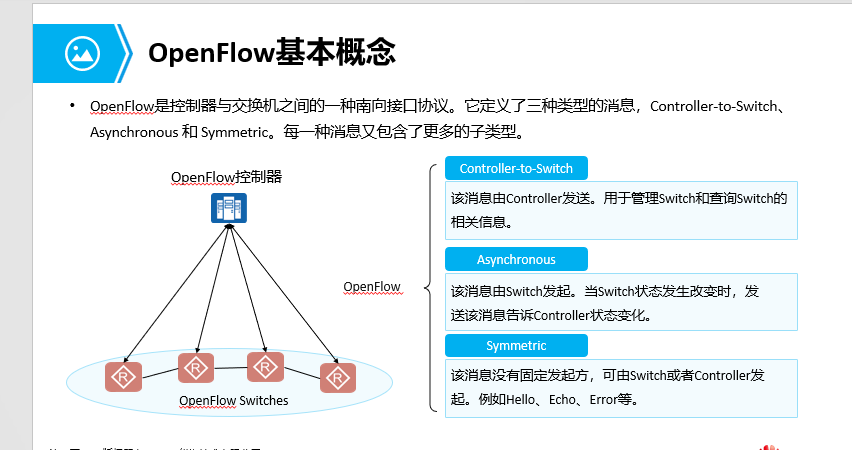 OpenFlow基本概念
• OpenFlow是控制器与交换机之间的一种南向接口协议。它定义了三种类型的消息，Controller-to-Switch、
Asynchronous 和 Symmetric。每一种消息又包含了更多的子类型。
OpenFlow控制器
R
R
R
R
OpenFlow Switches
OpenFlow
Controller-to-Switch
该消息由Controller发送。用于管理Switch和查询Switch的
相关信息。
Asynchronous
该消息由Switch发起。当Switch状态发生改变时，发
送该消息告诉Controller状态变化。
Symmetric
该消息没有固定发起方，可由Switch或者Controller发
起。例如Hello、Echo、Error等。